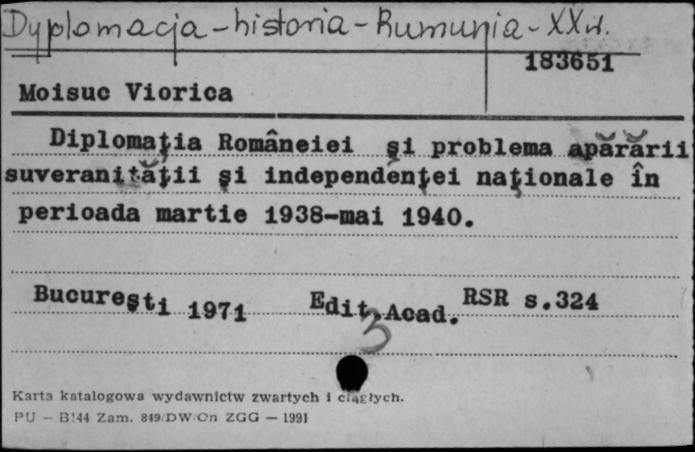 Dyplomacja - historia - Rumunia - XX w.
183651
Moisuc Viorica
Diplomaţia Româneiei şi problema apărării
suveranităţii şi independenţei naţionale în
perioada martie 1938-mai 1940.
Bucureşti 1971 Edit. Acad. RSR s.324
3
Karta katalogowa wydawnictw zwartych i ciągłych.
PU - B144 Zam. 849/DW/On ZGG — 1991